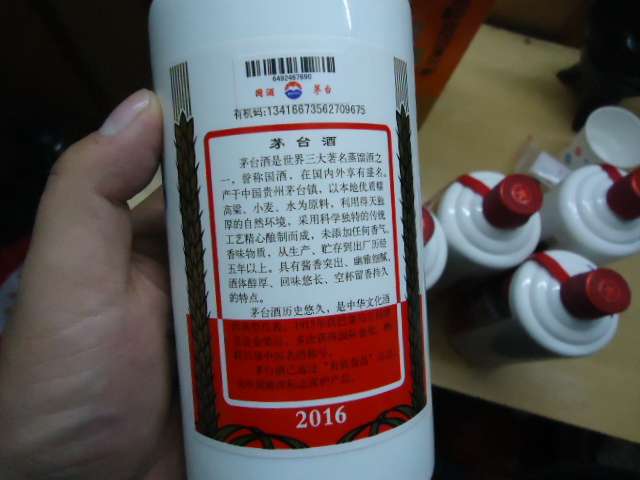 6492467690
国酒 茅台
有机码:13416673562709675
茅台酒
茅台酒是世界三大著名蒸馏酒之
一，誉称国酒，在国内外享有盛名。
产于中国贵州茅台镇，以本地优质糯
高粱、小麦、水为原料，利用得天独
厚的自然环境，采用科学独特的传统
工艺精心酿制而成，未添加任何香气、
香味物质，从生产、贮存到出厂历经
五年以上。具有酱香突出、幽雅细腻、
酒体醇厚、回味悠长、空杯留香持久
的特点。
茅台酒历史悠久，是中华文化酒
2016